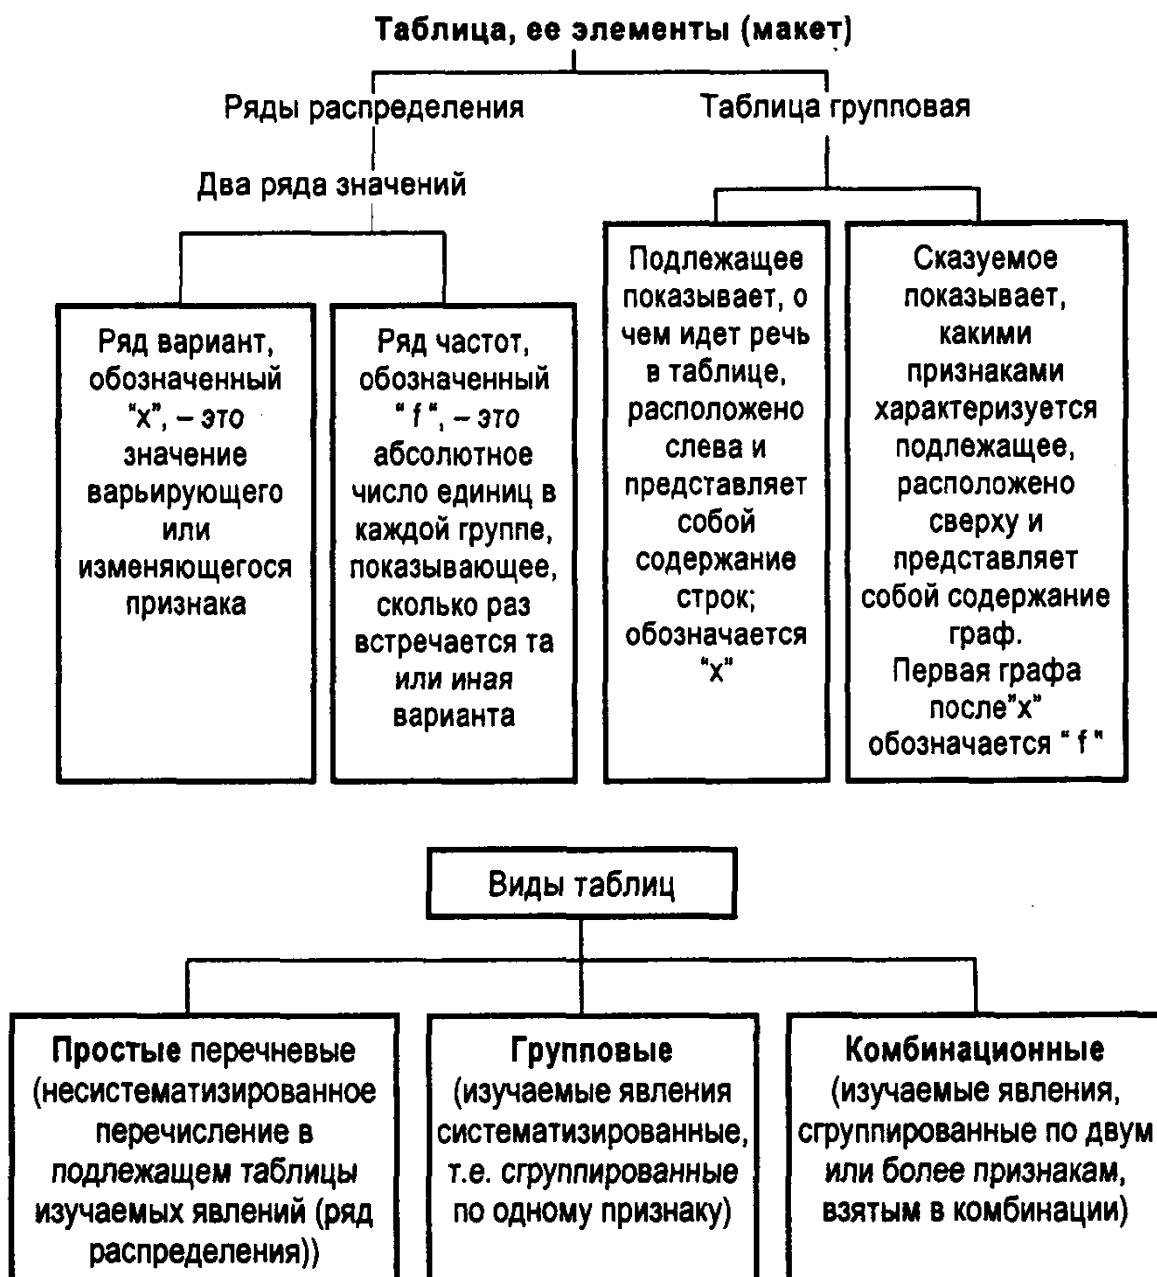 Таблица, ее элементы (макет)
Ряды распределения
Два ряда значений
Ряд вариант,
обозначенный
"х", – это
значение
варьирующего
или
изменяющегося
признака
Ряд частот,
обозначенный
" f ", – это
абсолютное
число единиц в
каждой группе,
показывающее,
сколько раз
встречается та
или иная
варианта
Таблица групповая
Подлежащее
показывает, о
чем идет речь
в таблице,
расположено
слева и
представляет
собой
содержание
строк;
обозначается
"х"
Сказуемое
показывает,
какими
признаками
характеризуется
подлежащее,
расположено
сверху и
представляет
собой содержание
граф.
Первая графа
после"х"
обозначается " f "
Виды таблиц
Простые перечневые
(несистематизированное
перечисление в
подлежащем таблицы
изучаемых явлений (ряд
распределения))
Групповые
(изучаемые явления
систематизированные,
т.е. сгруппированные
по одному признаку)
Комбинационные
(изучаемые явления,
сгруппированные по двум
или более признакам,
взятым в комбинации)